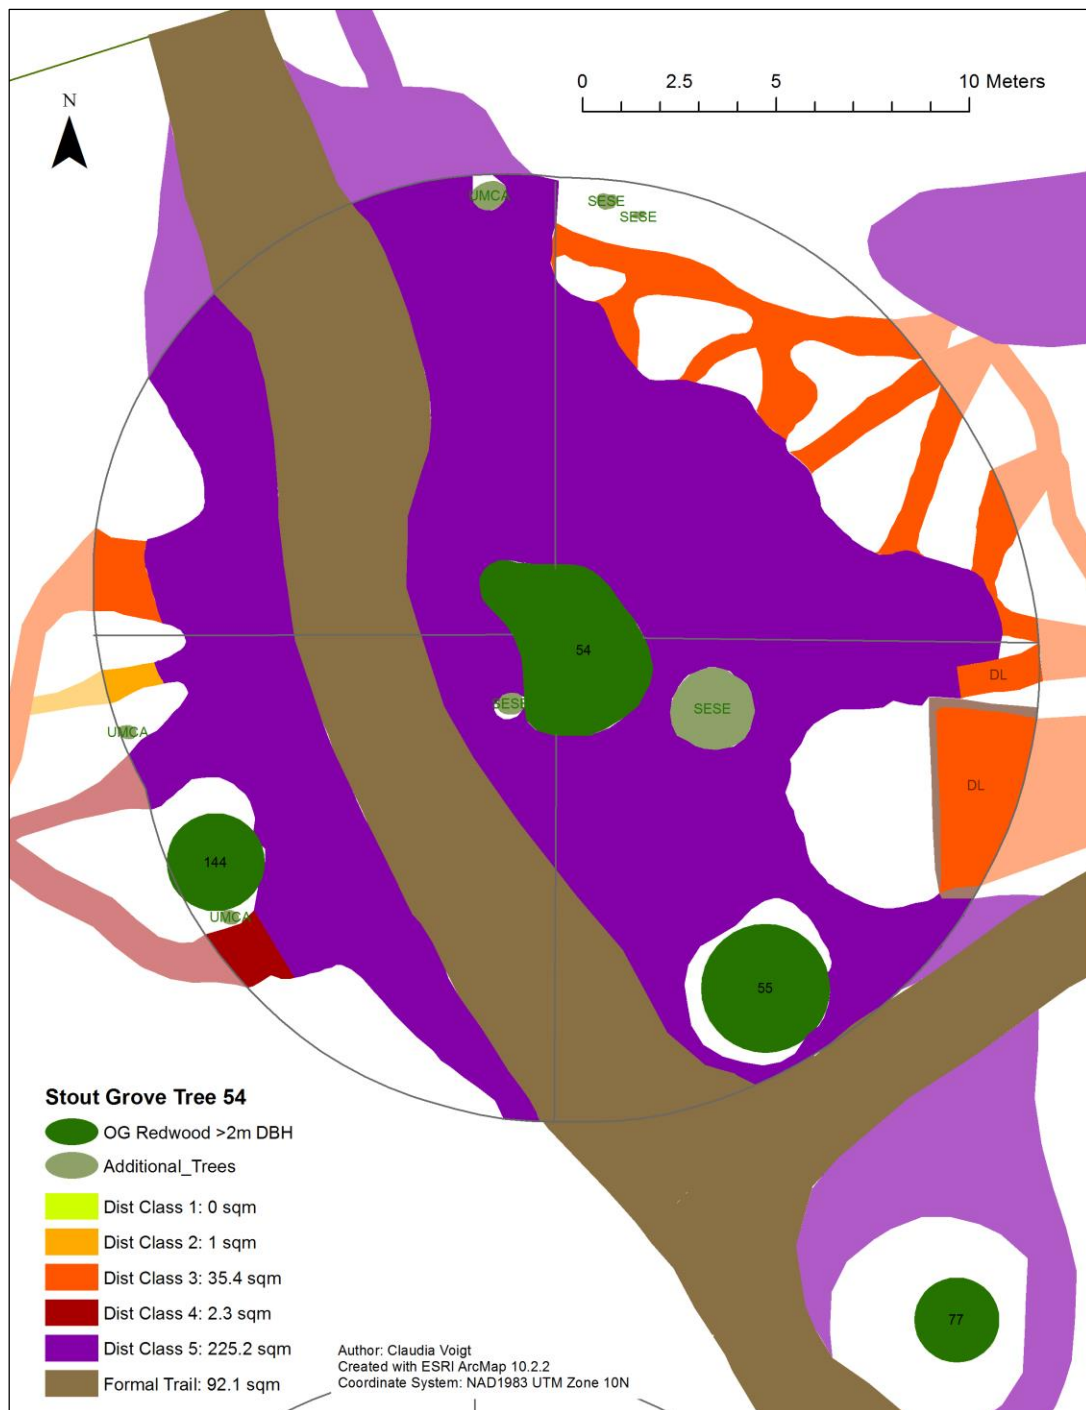 0 2.5 5 10 Meters
N
UMCA
SESE
SESE
54
SESE
SESE
DL
UMCA
DL
144
UMCA
55
Stout Grove Tree 54
OG Redwood >2m DBH
Additional_Trees
Dist Class 1: 0 sqm
Dist Class 2: 1 sqm
Dist Class 3: 35.4 sqm
Dist Class 4: 2.3 sqm
Dist Class 5: 225.2 sqm
Formal Trail: 92.1 sqm
77
Author: Claudia Voigt
Created with ESRI ArcMap 10.2.2
Coordinate System: NAD1983 UTM Zone 10N